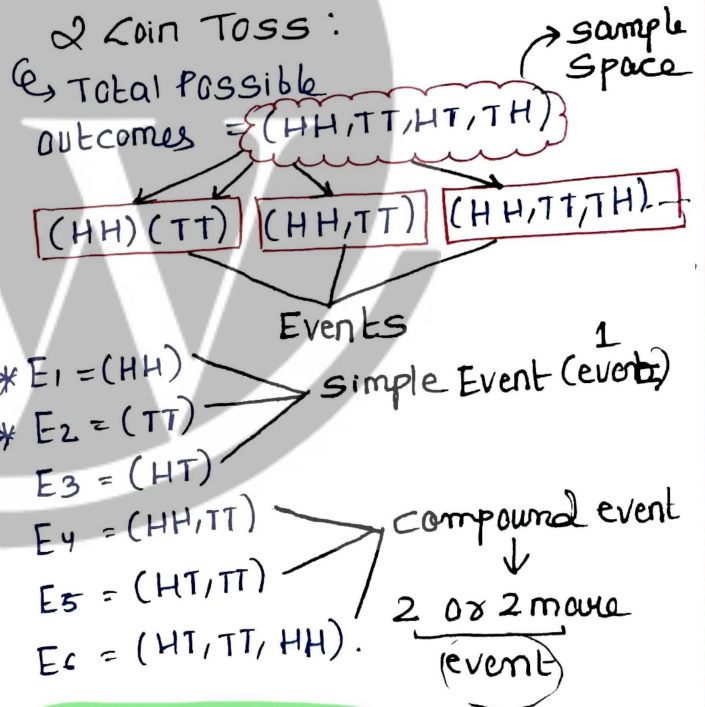 2 Coin Toss :
Total Possible
outcomes = (HH, TT, HT, TH)
sample
space
(HH) (TT) (HH, TT) (HH, TT, TH)
Events
* E1 = (HH)
simple Event (1 event)
* E2 = (TT)
E3 = (HT)
E4 = (HH, TT)
compound event
E5 = (HT, TT)
2 or 2 more
E6 = (HT, TT, HH).
(event)